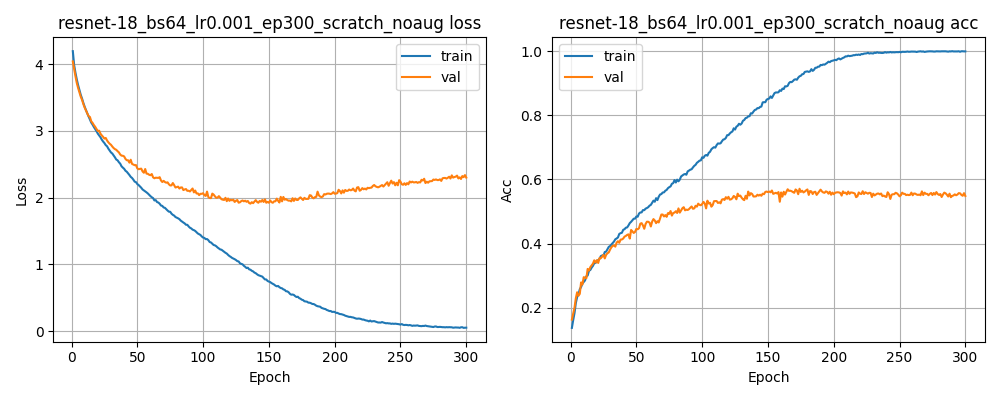 resnet-18_bs64_lr0.001_ep300_scratch_noaug loss
train
val
4
3
2
1
0
Loss
0 50 100 150 200 250 300
Epoch
resnet-18_bs64_lr0.001_ep300_scratch_noaug acc
train
val
1.0
0.8
0.6
0.4
0.2
Acc
0 50 100 150 200 250 300
Epoch